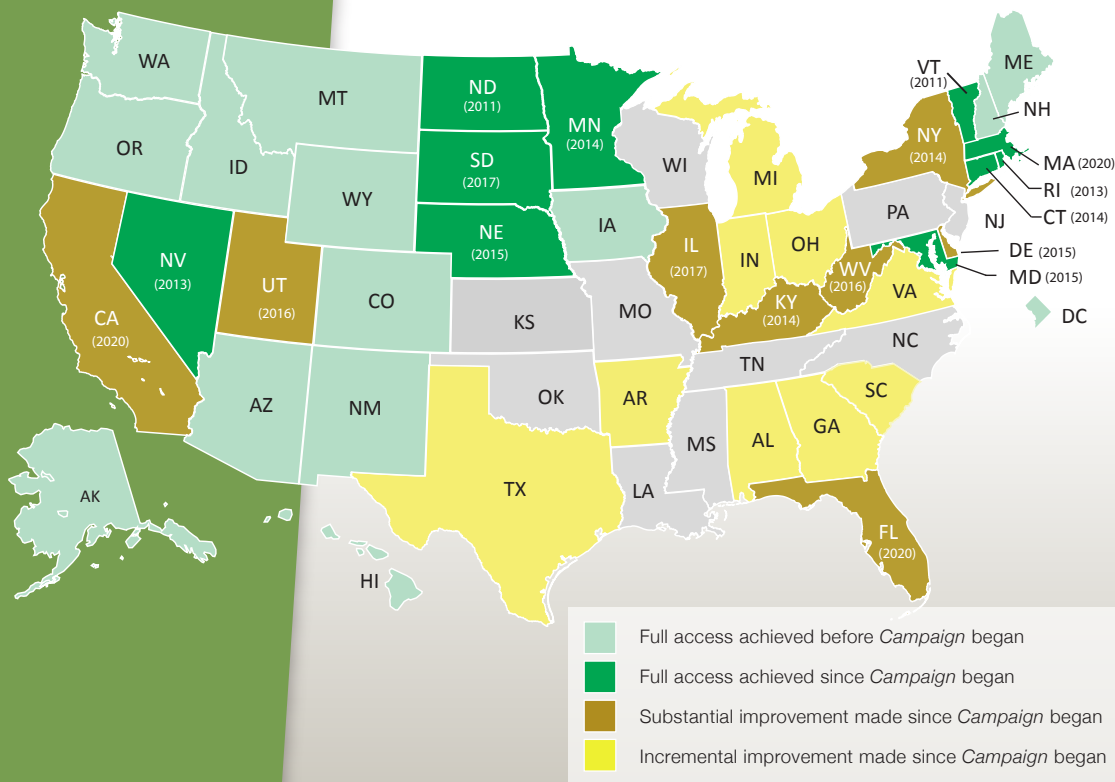 WA
MT
ND
(2011)
MN
(2014)
VT
(2011)
ME
NH
OR
ID
WY
SD
(2017)
WI
MI
NY
(2014)
MA (2020)
RI (2013)
CT (2014)
NV
(2013)
UT
(2016)
CO
NE
(2015)
IA
IL
(2017)
IN
OH
PA
NJ
DE (2015)
MD (2015)
DC
CA
(2020)
KS
MO
KY
(2014)
WV
(2016)
VA
AZ
NM
OK
AR
TN
NC
SC
TX
LA
MS
AL
GA
FL
(2020)
AK
HI
Full access achieved before Campaign began
Full access achieved since Campaign began
Substantial improvement made since Campaign began
Incremental improvement made since Campaign began